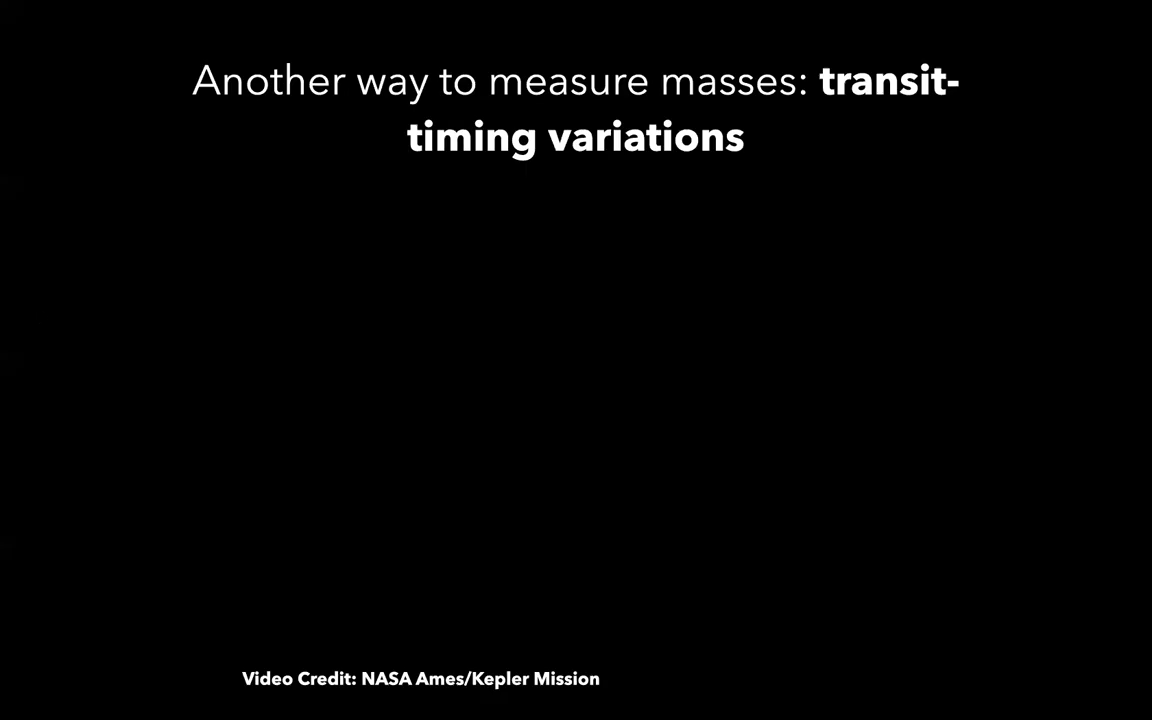 Another way to measure masses: transit-
timing variations
Video Credit: NASA Ames/Kepler Mission